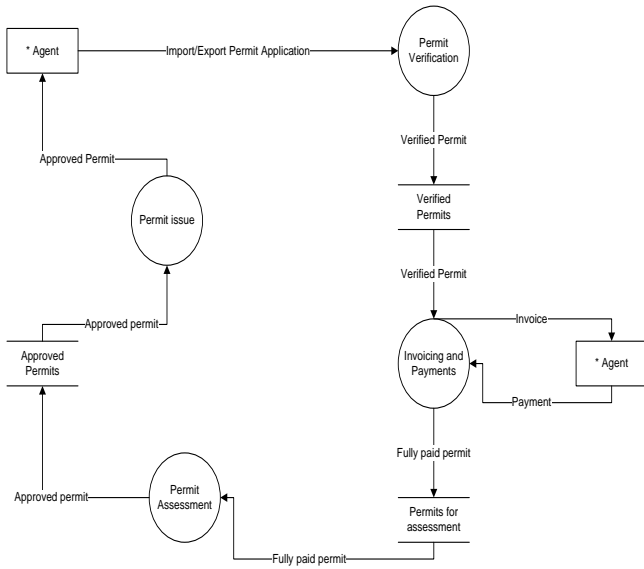 * Agent
Import/Export Permit Application
Permit
Verification
Verified Permit
Approved Permit
Verified
Permits
Permit issue
Verified Permit
Invoice
Approved permit
Approved
Permits
Invoicing and
Payments
* Agent
Payment
Fully paid permit
Permit
Assessment
Approved permit
Permits for
assessment
Fully paid permit